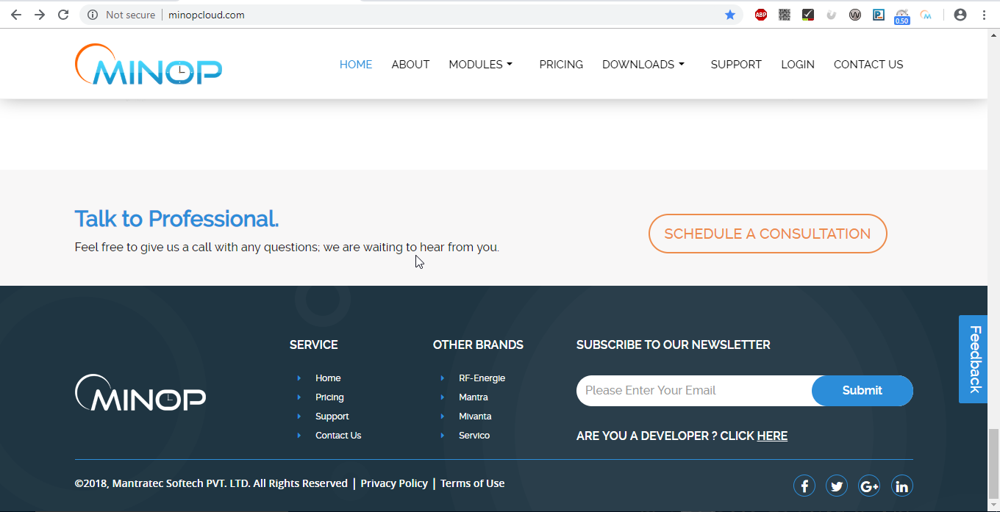 Not secure | minopcloud.com
ABP
0.50
MINOP
HOME ABOUT MODULES PRICING DOWNLOADS SUPPORT LOGIN CONTACT US
Talk to Professional.
Feel free to give us a call with any questions; we are waiting to hear from you.
SCHEDULE A CONSULTATION
Feedback
MINOP
SERVICE
Home
Pricing
Support
Contact Us
OTHER BRANDS
RF-Energie
Mantra
Mivanta
Servico
SUBSCRIBE TO OUR NEWSLETTER
Please Enter Your Email
Submit
ARE YOU A DEVELOPER ? CLICK HERE
©2018, Mantratec Softech PVT. LTD. All Rights Reserved | Privacy Policy | Terms of Use